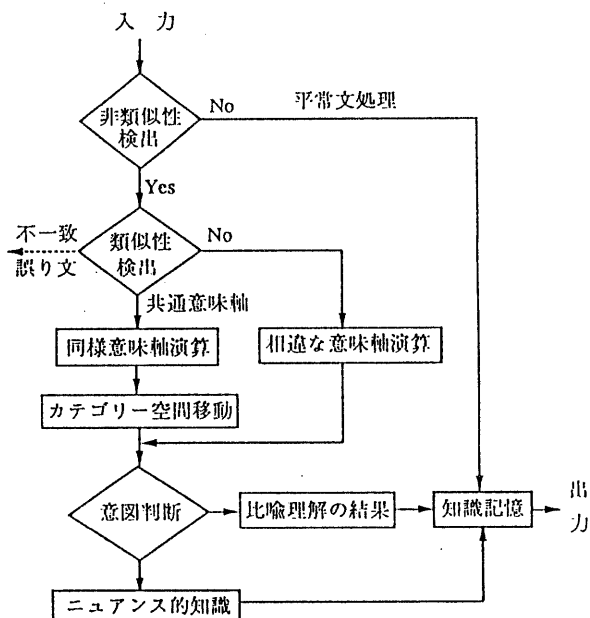 入 力
非類似性
検出
No
平常文処理
Yes
不一致
誤り文
類似性
検出
No
共通意味軸
同様意味軸演算
相違な意味軸演算
カテゴリー空間移動
意図判断
比喩理解の結果
知識記憶
出
力
ニュアンス的知識